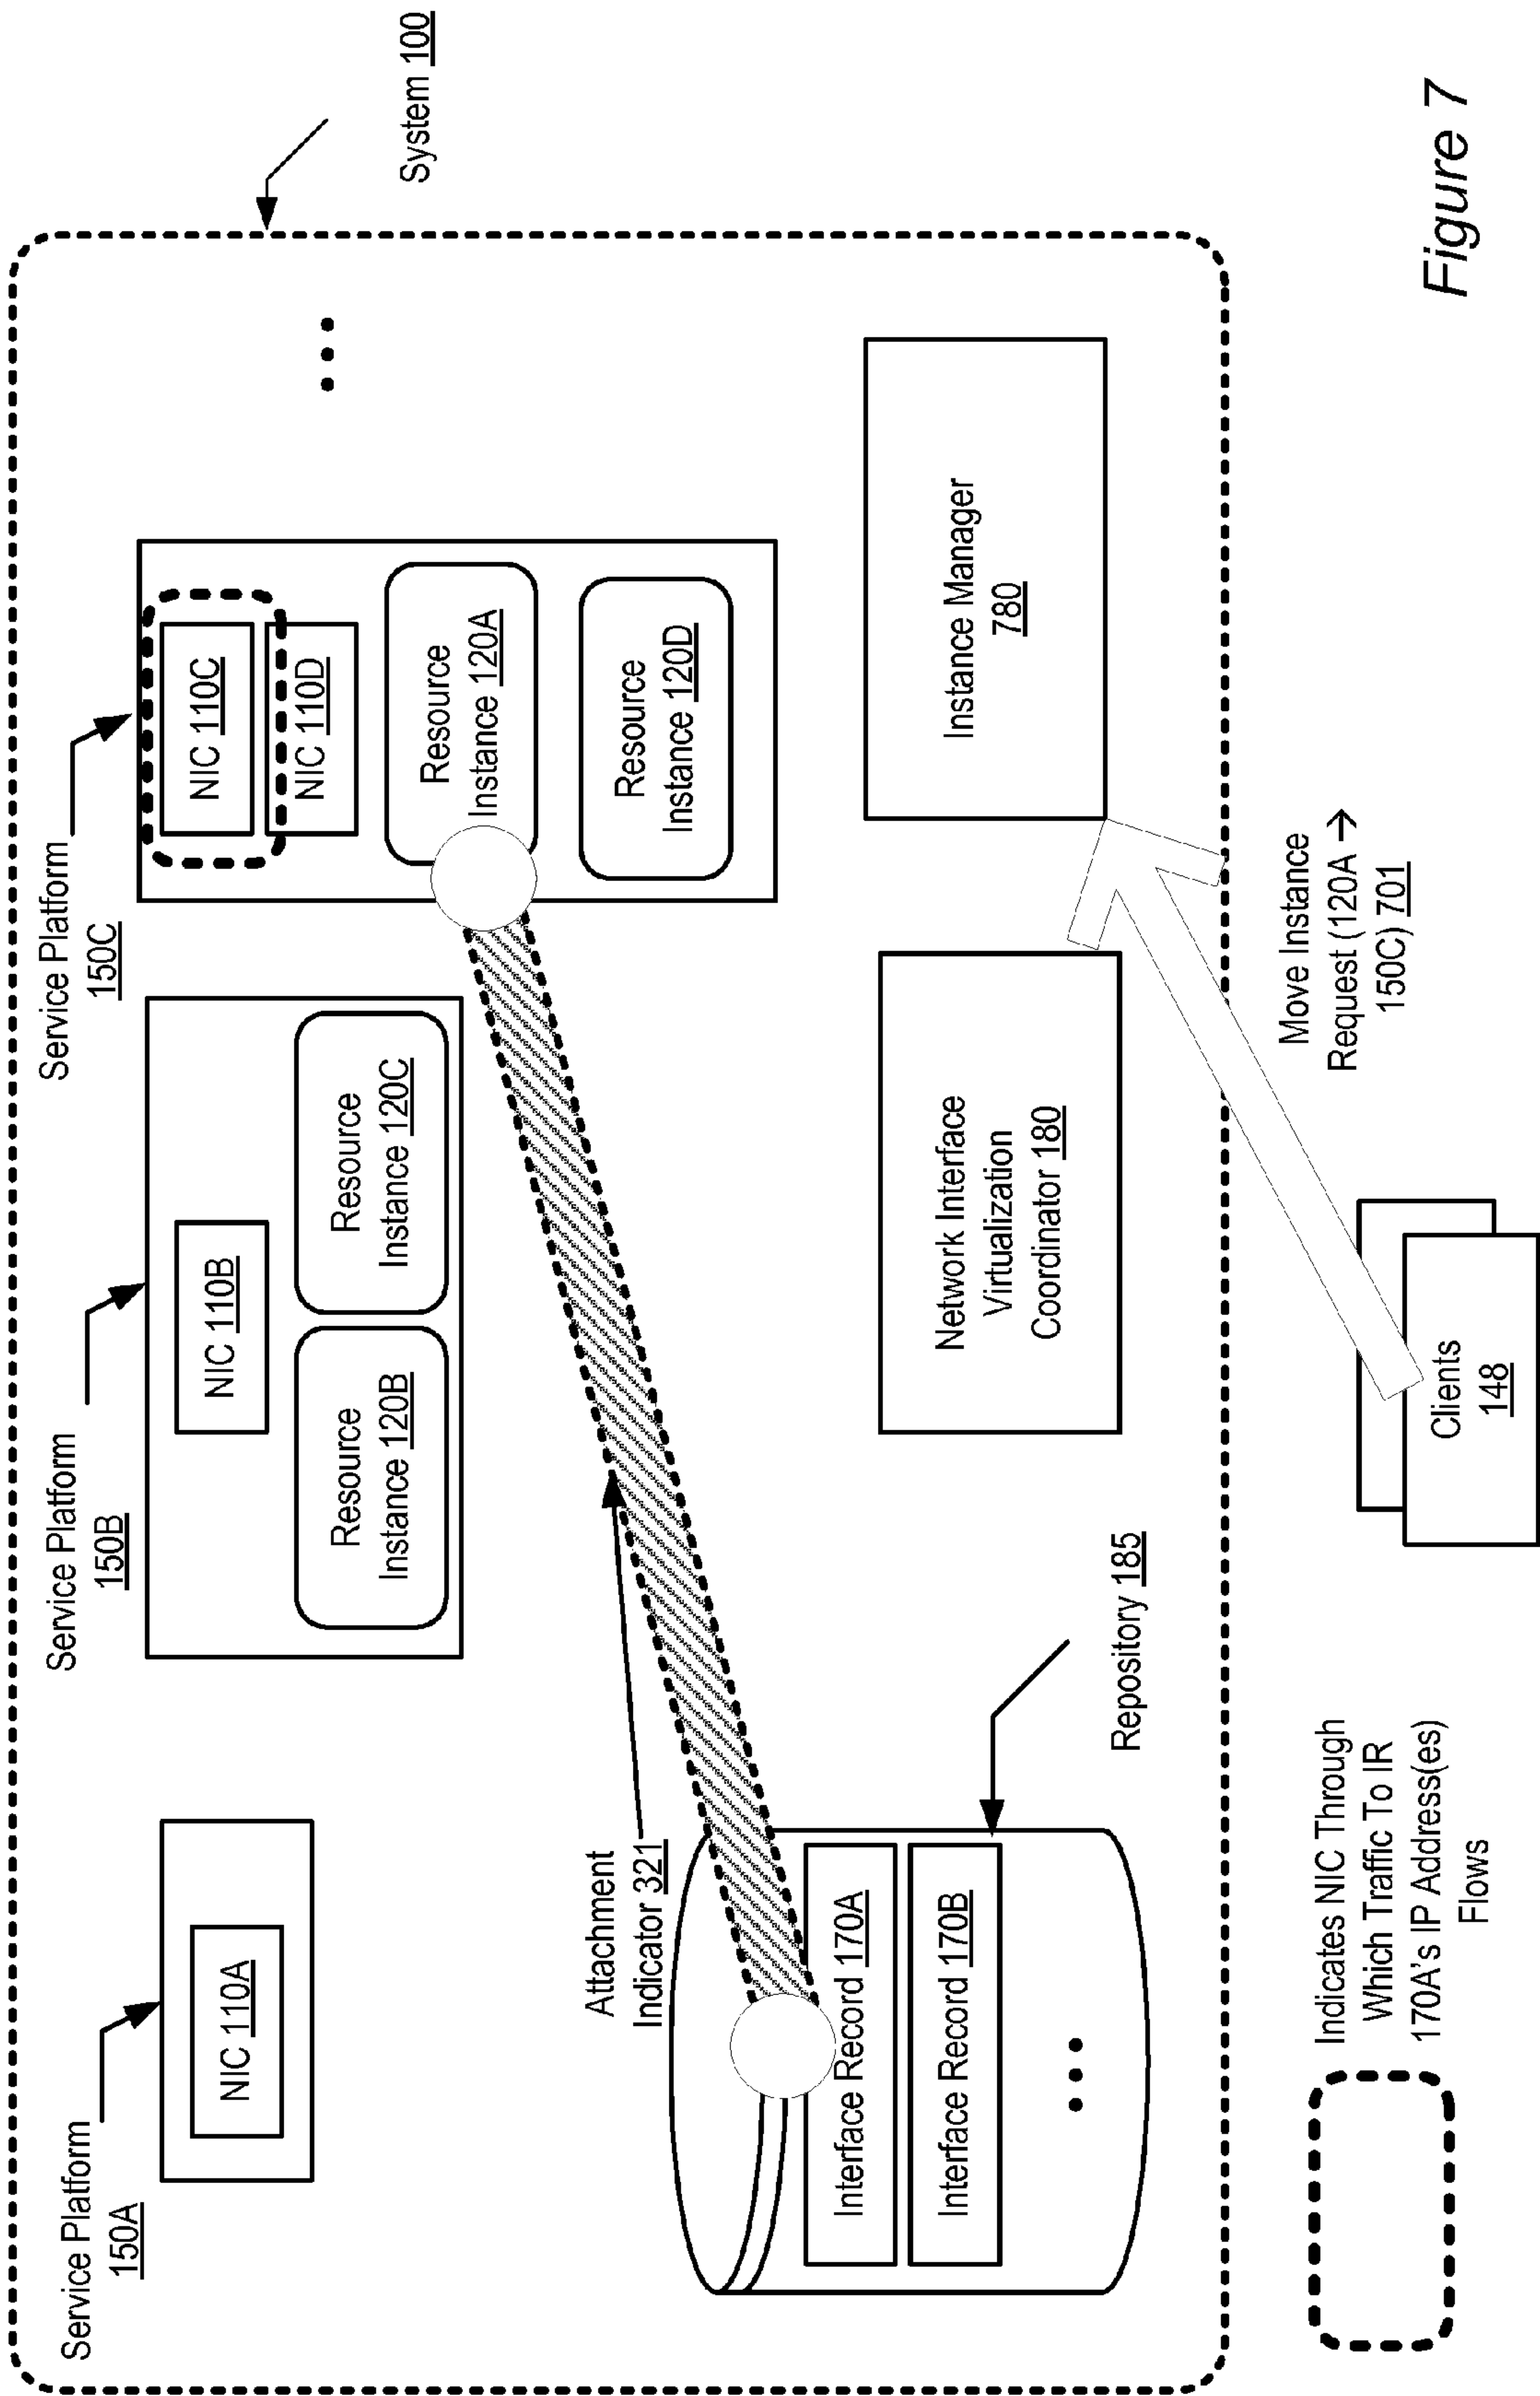 System 100
Service Platform
150A
NIC 110A
Service Platform
150B
NIC 110B
Resource
Instance 120B
Resource
Instance 120C
Service Platform
150C
NIC 110C
NIC 110D
Resource
Instance 120A
Resource
Instance 120D
Attachment
Indicator 321
Interface Record 170A
Interface Record 170B
Repository 185
Network Interface
Virtualization
Coordinator 180
Instance Manager
780
Move Instance
Request (120A →
150C) 701
Clients
148
Indicates NIC Through
Which Traffic To IR
170A's IP Address(es)
Flows
Figure 7